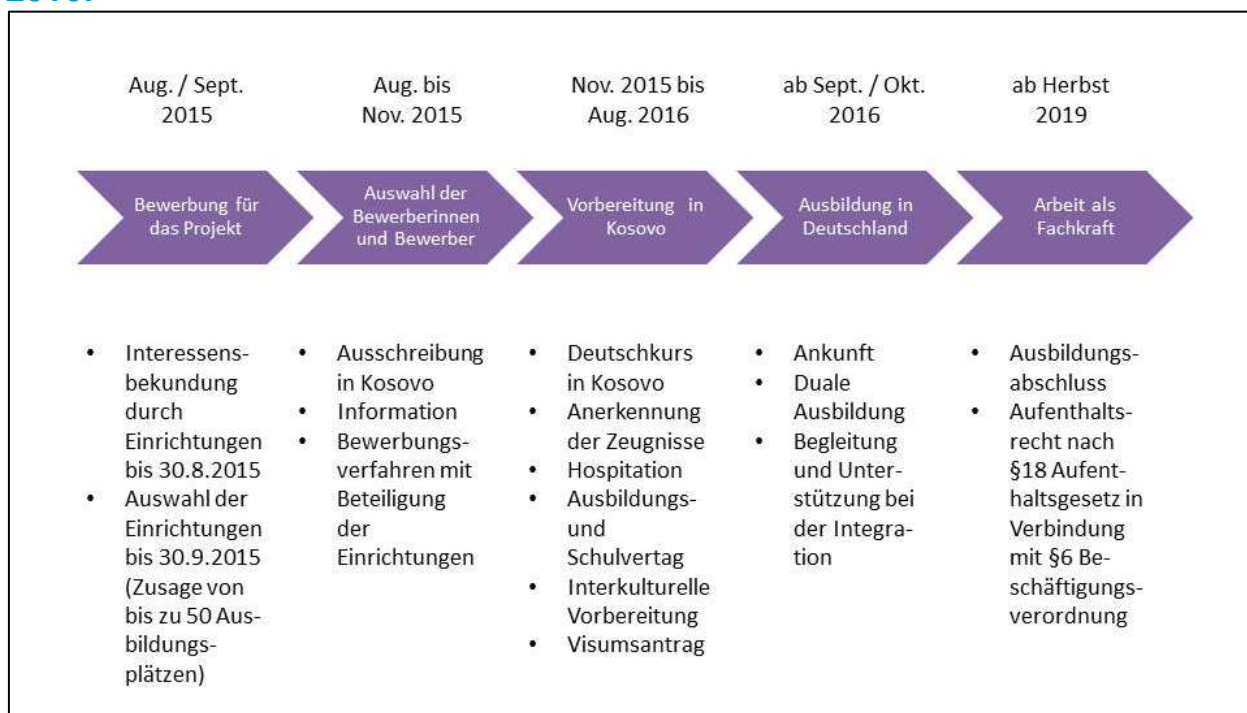 Aug. / Sept.
2015
Aug. bis
Nov. 2015
Nov. 2015 bis
Aug. 2016
ab Sept. / Okt.
2016
ab Herbst
2019
Bewerbung für
das Projekt
Auswahl der
Bewerberinnen
und Bewerber
Vorbereitung in
Kosovo
Ausbildung in
Deutschland
Arbeit als
Fachkraft
• Interessens-
bekundung
durch
Einrichtungen
bis 30.8.2015
• Auswahl der
Einrichtungen
bis 30.9.2015
(Zusage von
bis zu 50 Aus-
bildungs-
plätzen)
• Ausschreibung
in Kosovo
• Information
• Bewerbungs-
verfahren mit
Beteiligung
der
Einrichtungen
• Deutschkurs
in Kosovo
• Anerkennung
der Zeugnisse
• Hospitation
• Ausbildungs-
und
Schulvertag
• Interkulturelle
Vorbereitung
• Visumsantrag
• Ankunft
• Duale
Ausbildung
• Begleitung
und Unter-
stützung bei
der Integra-
tion
• Ausbildungs-
abschluss
• Aufenthalts-
recht nach
§18 Aufent-
haltsgesetz in
Verbindung
mit §6 Be-
schäftigungs-
verordnung